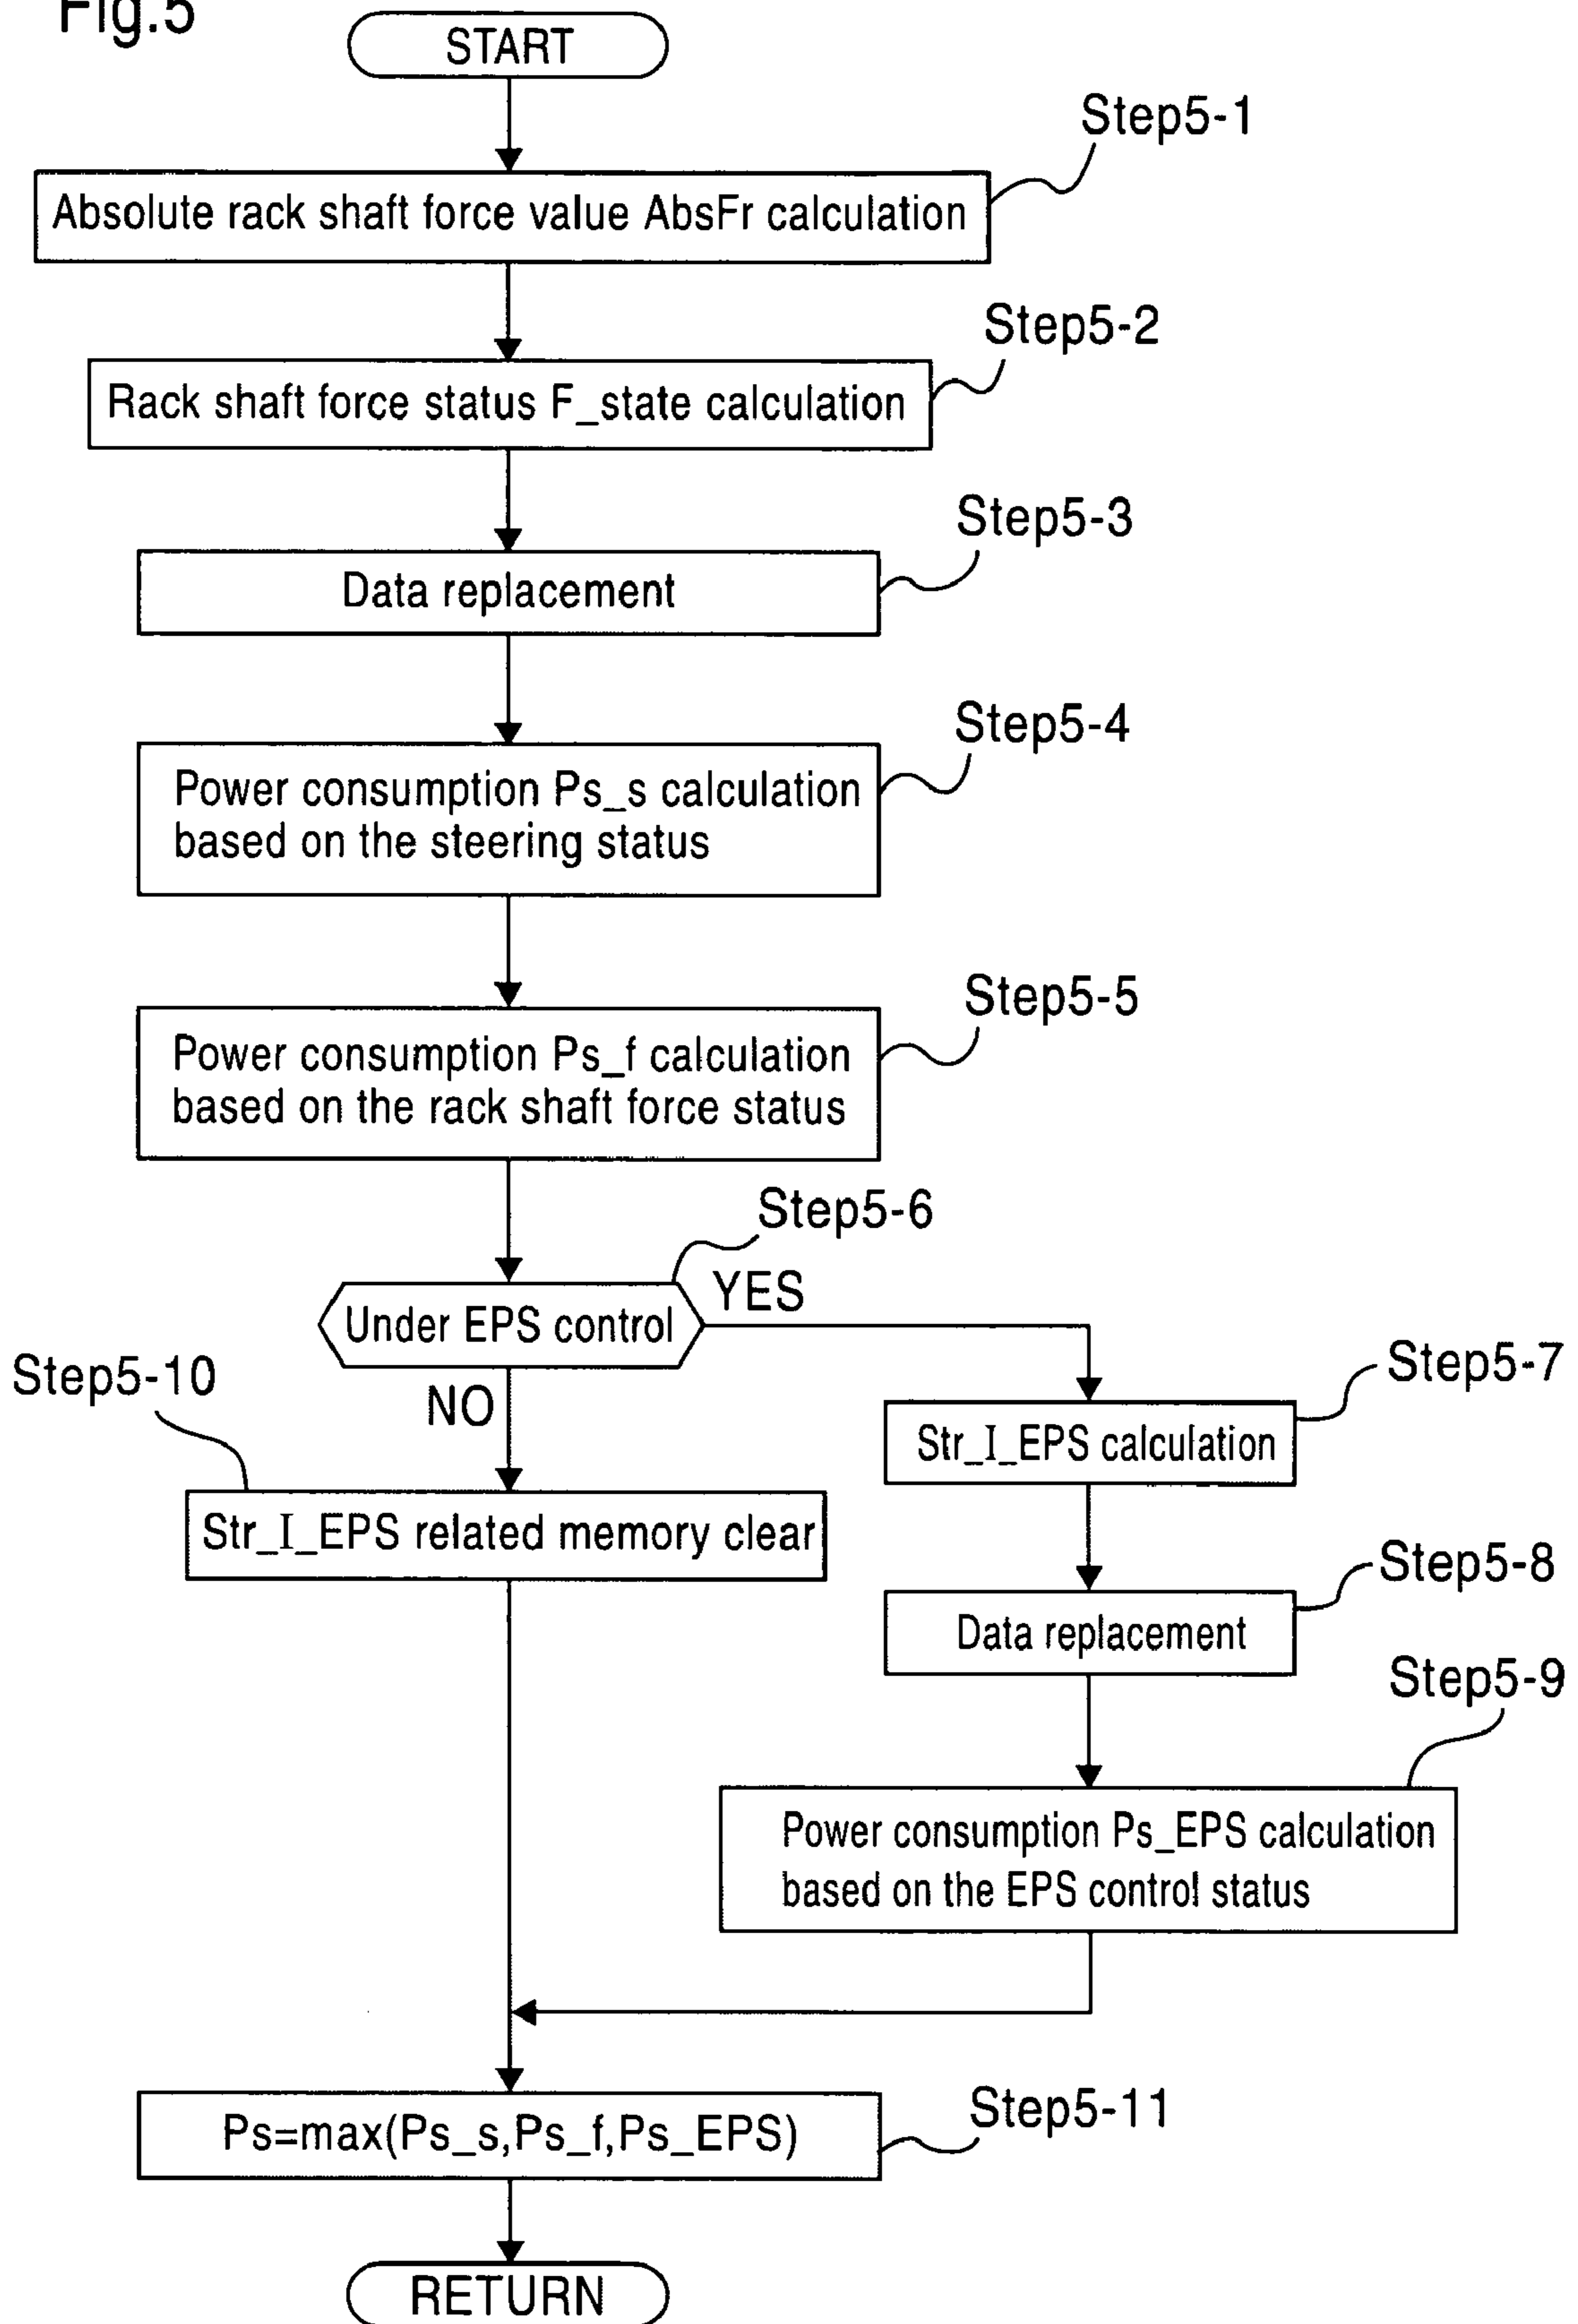 Fig.5
START
Step5-1
Absolute rack shaft force value AbsFr calculation
Step5-2
Rack shaft force status F_state calculation
Step5-3
Data replacement
Step5-4
Power consumption Ps_s calculation
based on the steering status
Step5-5
Power consumption Ps_f calculation
based on the rack shaft force status
Step5-6
Under EPS control
YES
NO
Step5-7
Str_I_EPS calculation
Step5-10
Str_I_EPS related memory clear
Step5-8
Data replacement
Step5-9
Power consumption Ps_EPS calculation
based on the EPS control status
Step5-11
Ps=max(Ps_s,Ps_f,Ps_EPS)
RETURN